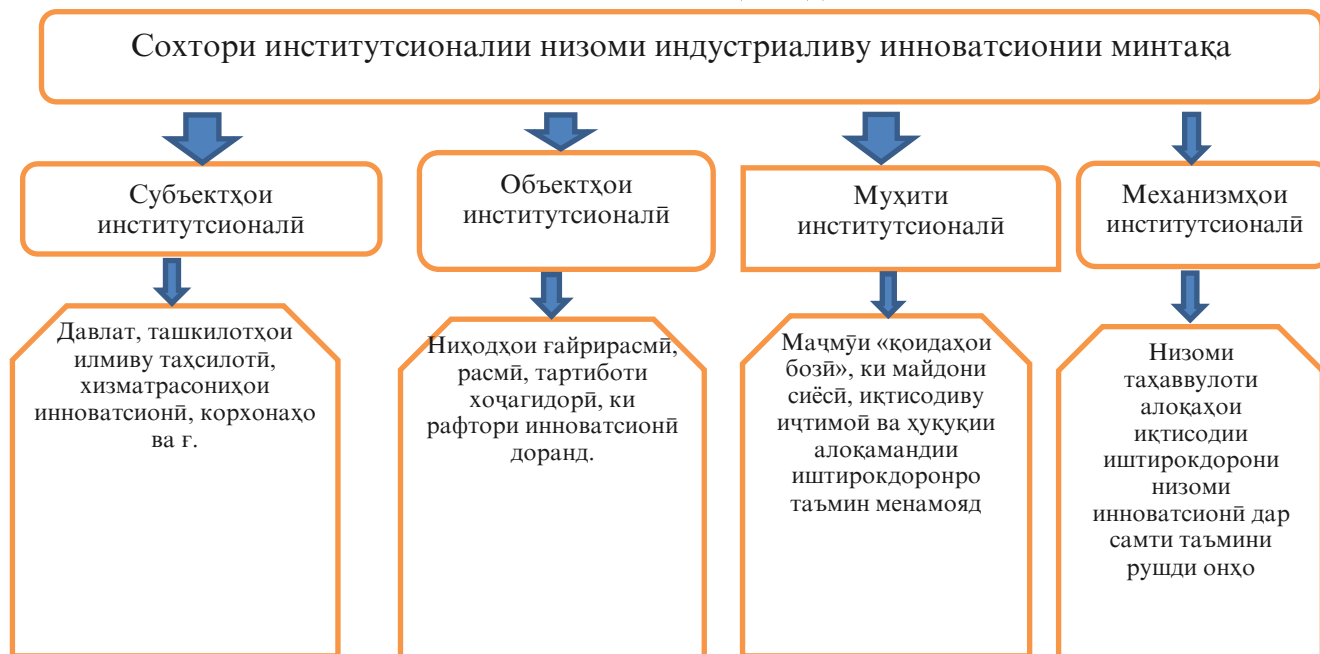 Сохтори институтсионалии низоми индустриаливу инноватсионии минтақа
Субъектҳои
институтсионалӣ
Объектҳои
институтсионалӣ
Муҳити
институтсионалӣ
Механизмҳои
институтсионалӣ
Давлат, ташкилотҳои
илмиву таҳсилотӣ,
хизматрасониҳои
инноватсионӣ, корхонаҳо
ва ғ.
Ниҳодҳои ғайрирасмӣ,
расмӣ, тартиботи
хоҷагидорӣ, ки
рафтори инноватсионӣ
доранд.
Маҷмӯи «қоидаҳои
бозӣ», ки майдони
сиёсӣ, иқтисодиву
иҷтимоӣ ва ҳуқуқии
алоқамандии
иштирокдоронро
таъмин менамояд
Низоми
таҳаввулоти
алоқаҳои
иқтисодии
иштирокдорони
низоми
инноватсионӣ дар
самти таъмини
рушди онҳо